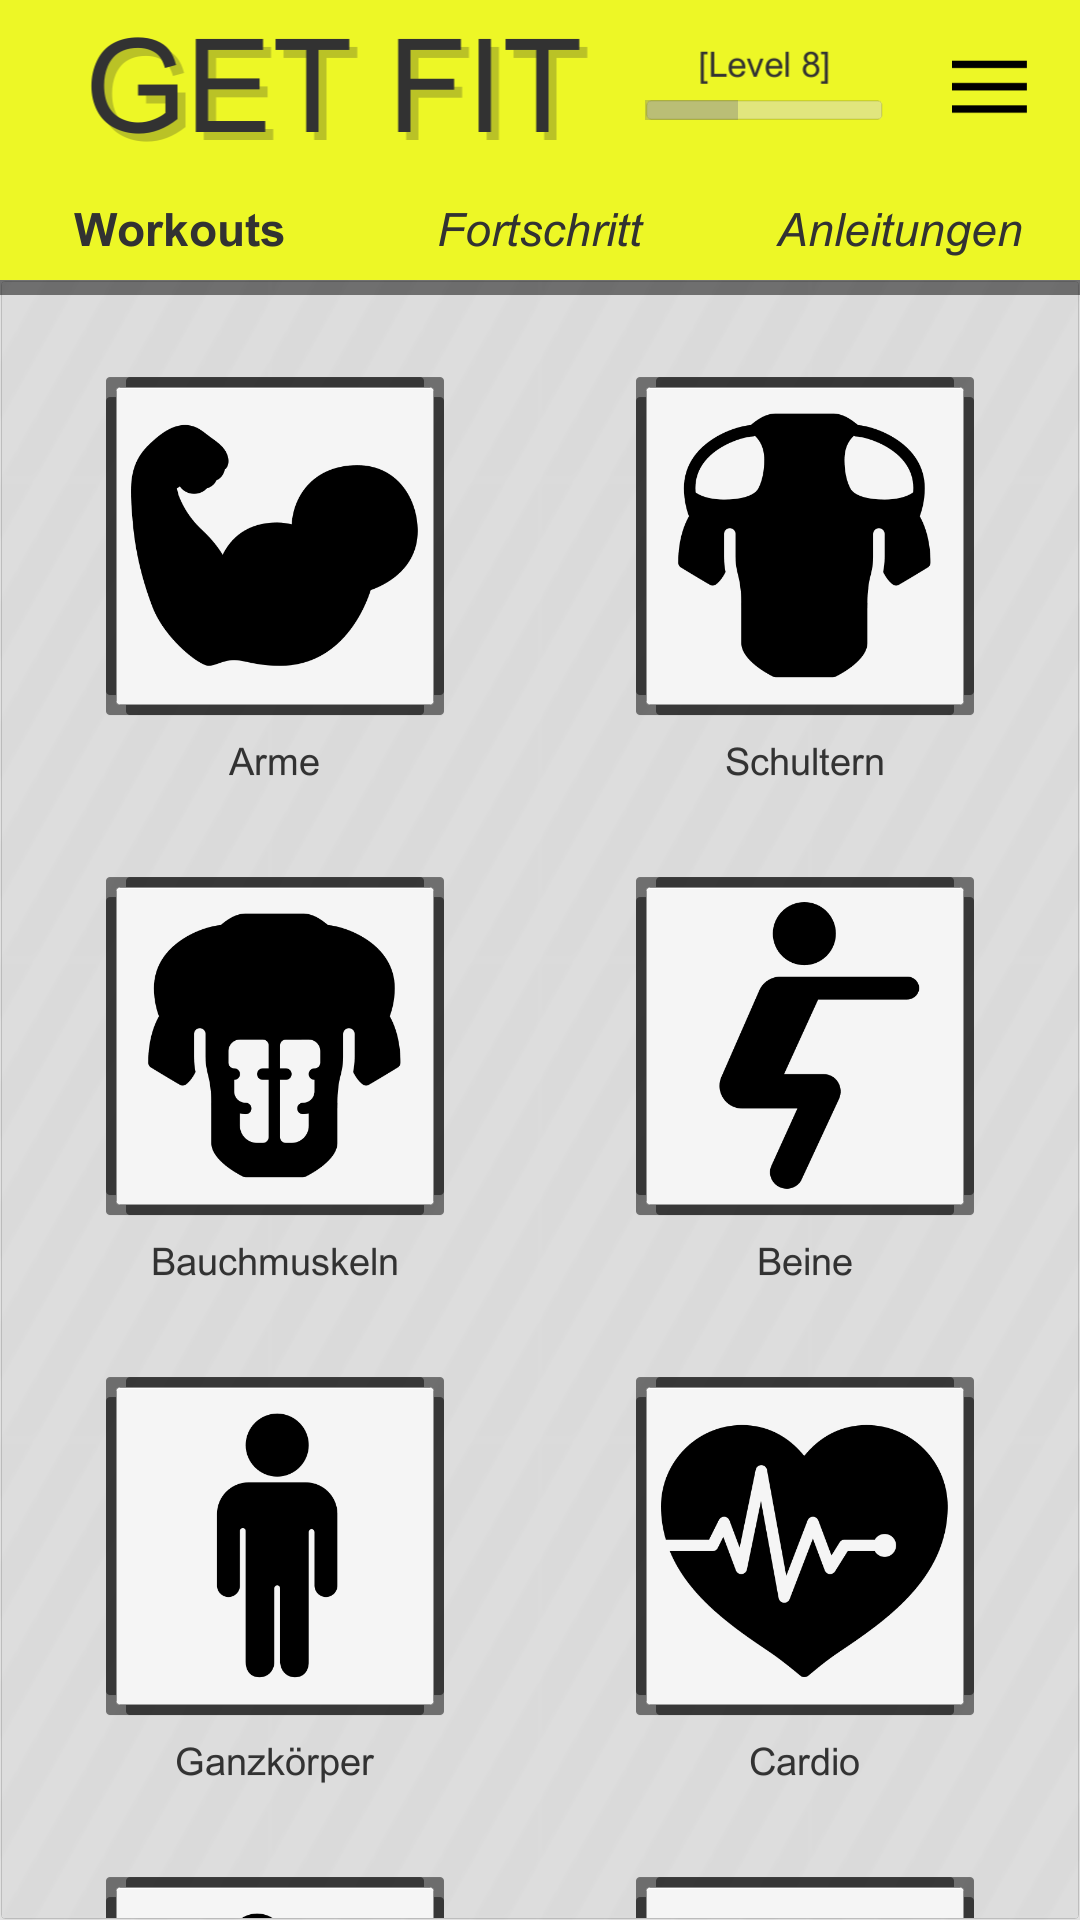 GET FIT
[Level 8]
Workouts Fortschritt Anleitungen
Arme Schultern
Bauchmuskeln Beine
Ganzkörper Cardio